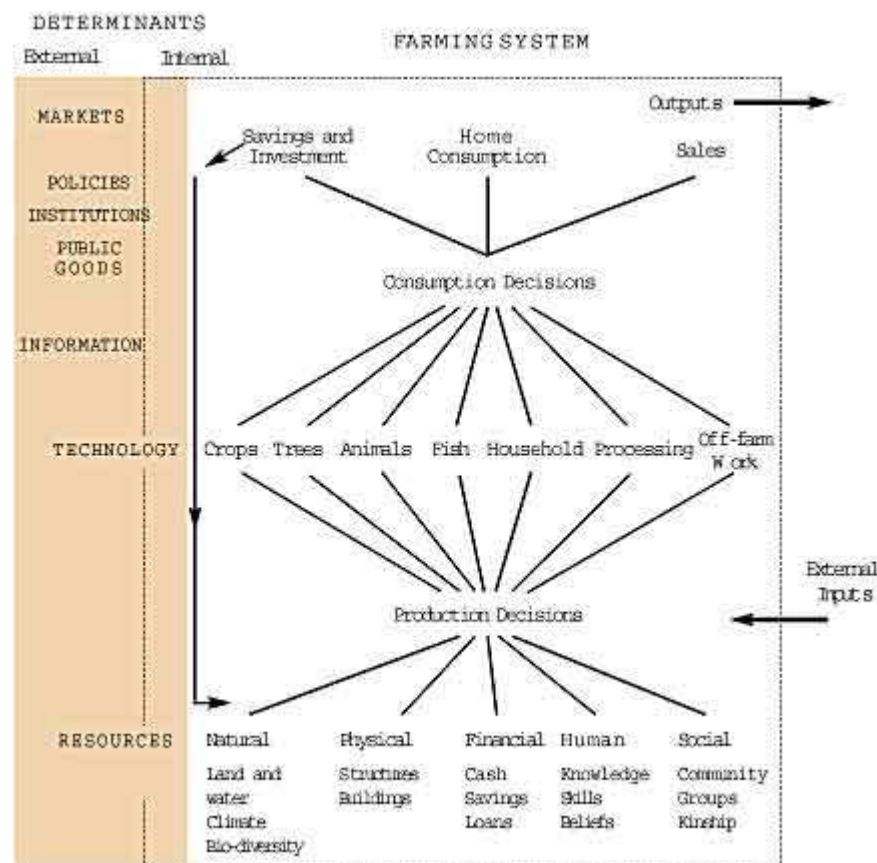 DETERMINANTS
External Internal
FARMING SYSTEM
Outputs
MARKETS
Savings and
Investment
Home
Consumption
Sales
POLICIES
INSTITUTIONS
PUBLIC
GOODS
Consumption Decisions
INFORMATION
TECHNOLOGY
Crops Trees Animals Fish Household Processing
Off-farm
Work
External
Inputs
Production Decisions
RESOURCES
Natural
Land and
water
Climate
Bio-diversity
Physical
Structures
Buildings
Financial
Cash
Savings
Loans
Human
Knowledge
Skills
Beliefs
Social
Community
Groups
Kinship